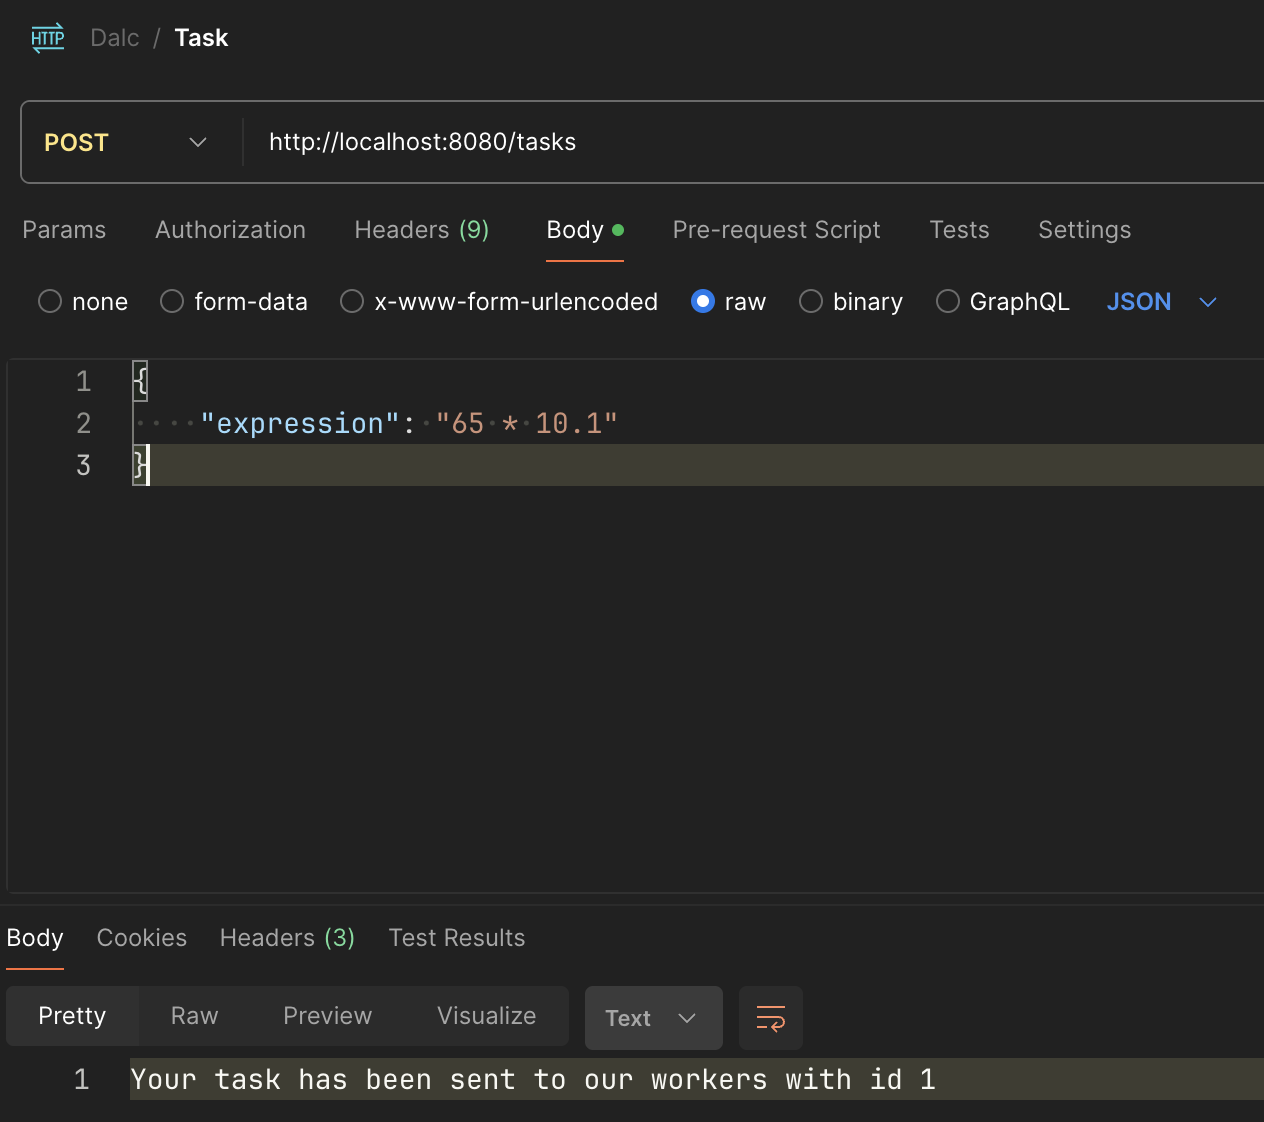 HTTP Dalc / Task
POST http://localhost:8080/tasks
Params Authorization Headers (9) Body Pre-request Script Tests Settings
none form-data x-www-form-urlencoded raw binary GraphQL JSON
1 {
2 "expression": "65 * 10.1"
3 }
Body Cookies Headers (3) Test Results
Pretty Raw Preview Visualize Text
1 Your task has been sent to our workers with id 1